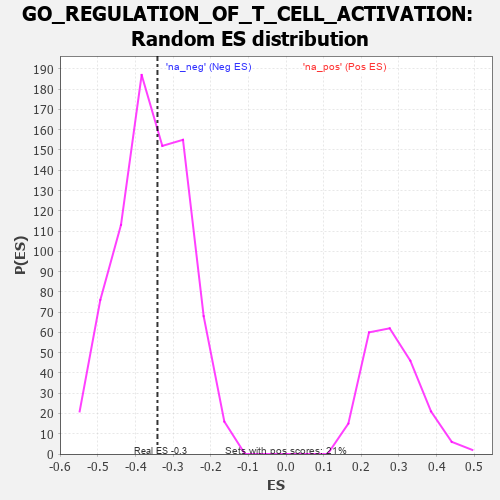 GO_REGULATION_OF_T_CELL_ACTIVATION:
Random ES distribution
'na_neg' (Neg ES)
'na_pos' (Pos ES)
190
180
170
160
150
140
130
120
110
100
90
80
70
60
50
40
30
20
10
0
P(ES)
Real ES -0.3
Sets with pos scores: 21%
-0.6 -0.5 -0.4 -0.3 -0.2 -0.1 0.0 0.1 0.2 0.3 0.4 0.5
ES